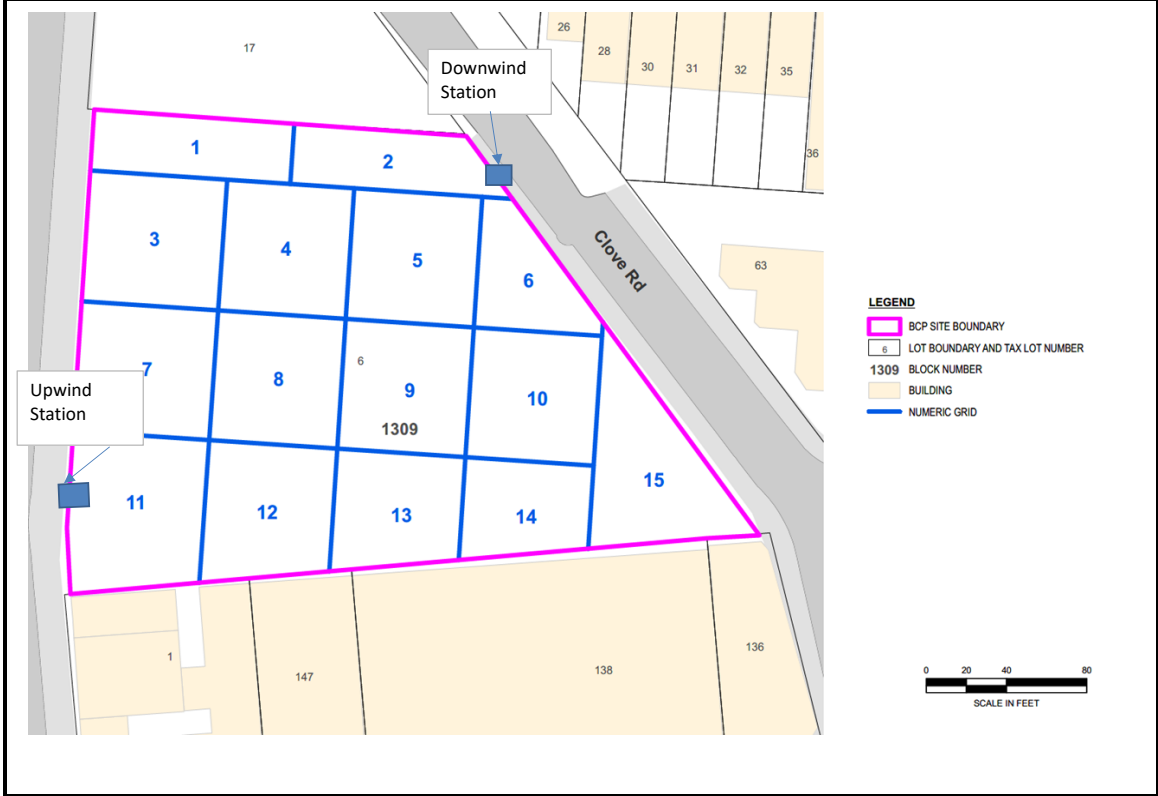 17
26
28
30
31
32
35
36
Downwind
Station
1
2
3
4
5
6
Clove Rd
63
7
8
6
9
1309
10
Upwind
Station
11
12
13
14
15
1
147
138
136
LEGEND
BCP SITE BOUNDARY
6 LOT BOUNDARY AND TAX LOT NUMBER
1309 BLOCK NUMBER
BUILDING
NUMERIC GRID
0 20 40 80
SCALE IN FEET